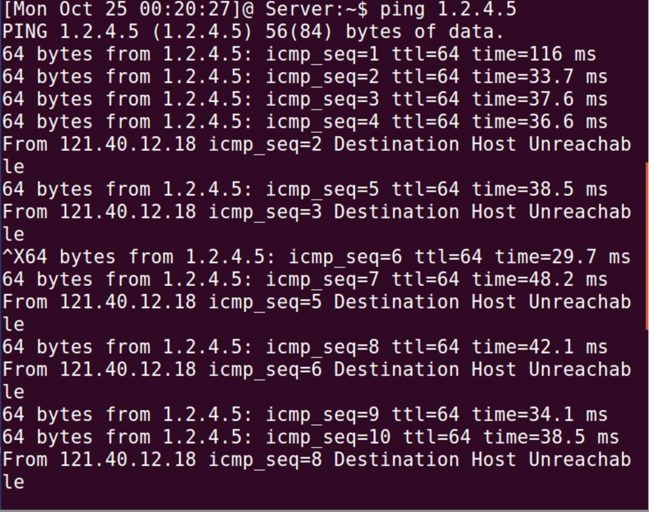 [Mon Oct 25 00:20:27]@ Server:~$ ping 1.2.4.5
PING 1.2.4.5 (1.2.4.5) 56(84) bytes of data.
64 bytes from 1.2.4.5: icmp_seq=1 ttl=64 time=116 ms
64 bytes from 1.2.4.5: icmp_seq=2 ttl=64 time=33.7 ms
64 bytes from 1.2.4.5: icmp_seq=3 ttl=64 time=37.6 ms
64 bytes from 1.2.4.5: icmp_seq=4 ttl=64 time=36.6 ms
From 121.40.12.18 icmp_seq=2 Destination Host Unreachab
le
64 bytes from 1.2.4.5: icmp_seq=5 ttl=64 time=38.5 ms
From 121.40.12.18 icmp_seq=3 Destination Host Unreachab
le
^X64 bytes from 1.2.4.5: icmp_seq=6 ttl=64 time=29.7 ms
64 bytes from 1.2.4.5: icmp_seq=7 ttl=64 time=48.2 ms
From 121.40.12.18 icmp_seq=5 Destination Host Unreachab
le
64 bytes from 1.2.4.5: icmp_seq=8 ttl=64 time=42.1 ms
From 121.40.12.18 icmp_seq=6 Destination Host Unreachab
le
64 bytes from 1.2.4.5: icmp_seq=9 ttl=64 time=34.1 ms
64 bytes from 1.2.4.5: icmp_seq=10 ttl=64 time=38.5 ms
From 121.40.12.18 icmp_seq=8 Destination Host Unreachab
le